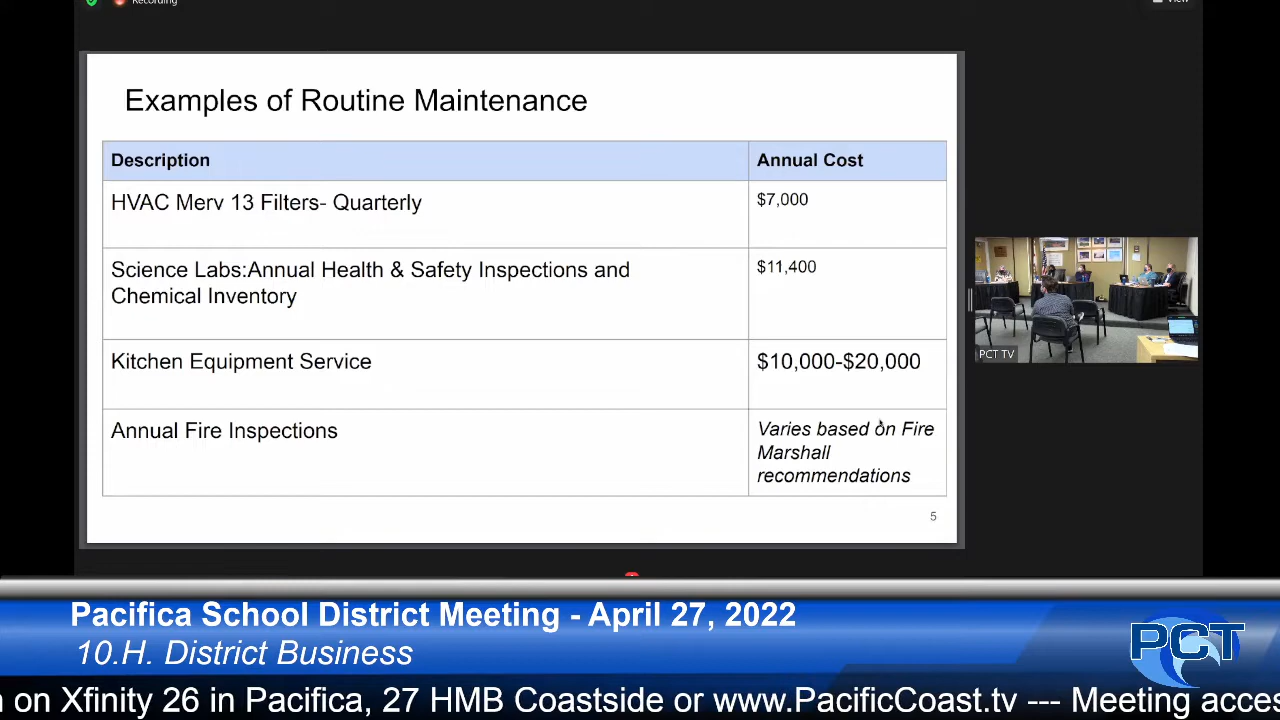 Recording
View
Examples of Routine Maintenance
Description
Annual Cost
HVAC Merv 13 Filters- Quarterly
$7,000
Science Labs:Annual Health & Safety Inspections and
Chemical Inventory
$11,400
Kitchen Equipment Service
$10,000-$20,000
Annual Fire Inspections
Varies based on Fire
Marshall
recommendations
5
PCT TV
Pacifica School District Meeting - April 27, 2022
10.H. District Business
PCT
on Xfinity 26 in Pacifica, 27 HMB Coastside or www.PacificCoast.tv --- Meeting acces